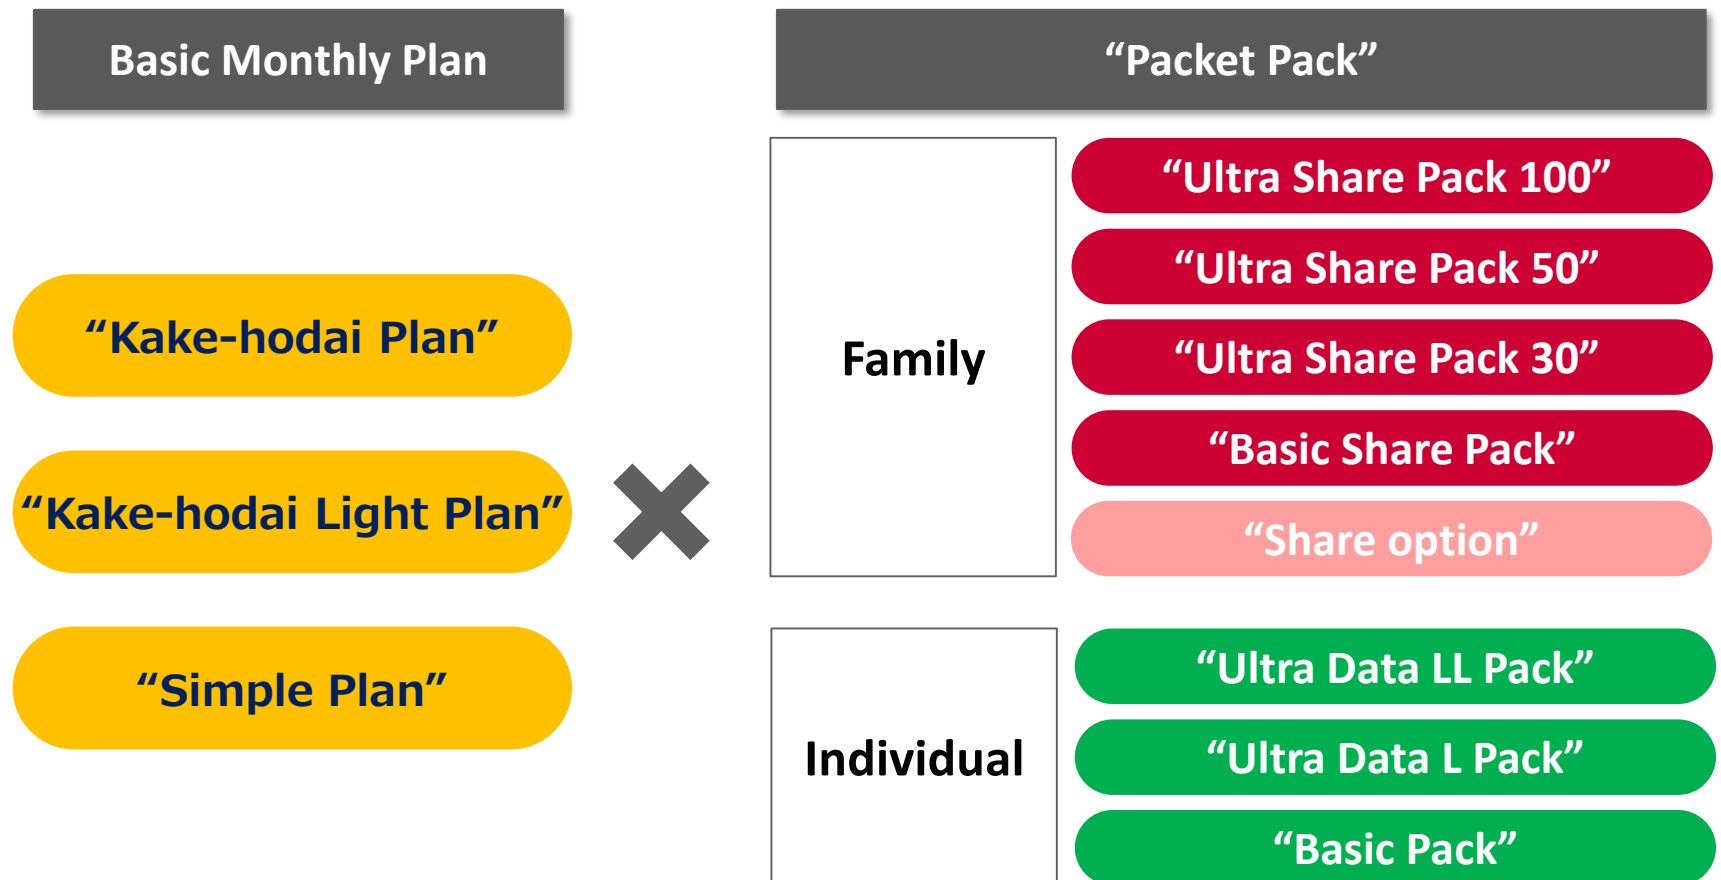 Basic Monthly Plan
“Kake-hodai Plan”
“Kake-hodai Light Plan”
“Simple Plan”
“Packet Pack”
Family
“Ultra Share Pack 100”
“Ultra Share Pack 50”
“Ultra Share Pack 30”
“Basic Share Pack”
“Share option”
Individual
“Ultra Data LL Pack”
“Ultra Data L Pack”
“Basic Pack”